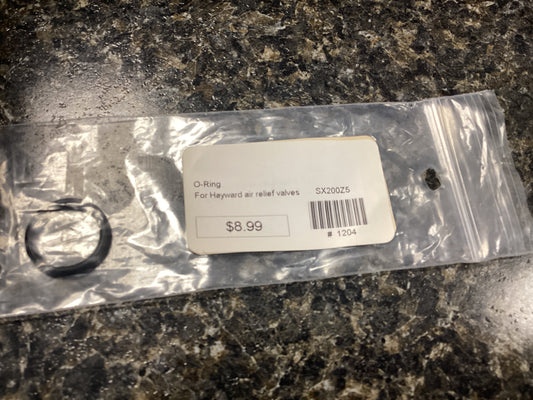 O-Ring
For Hayward air relief valves SX200Z5
$8.99
# 1204